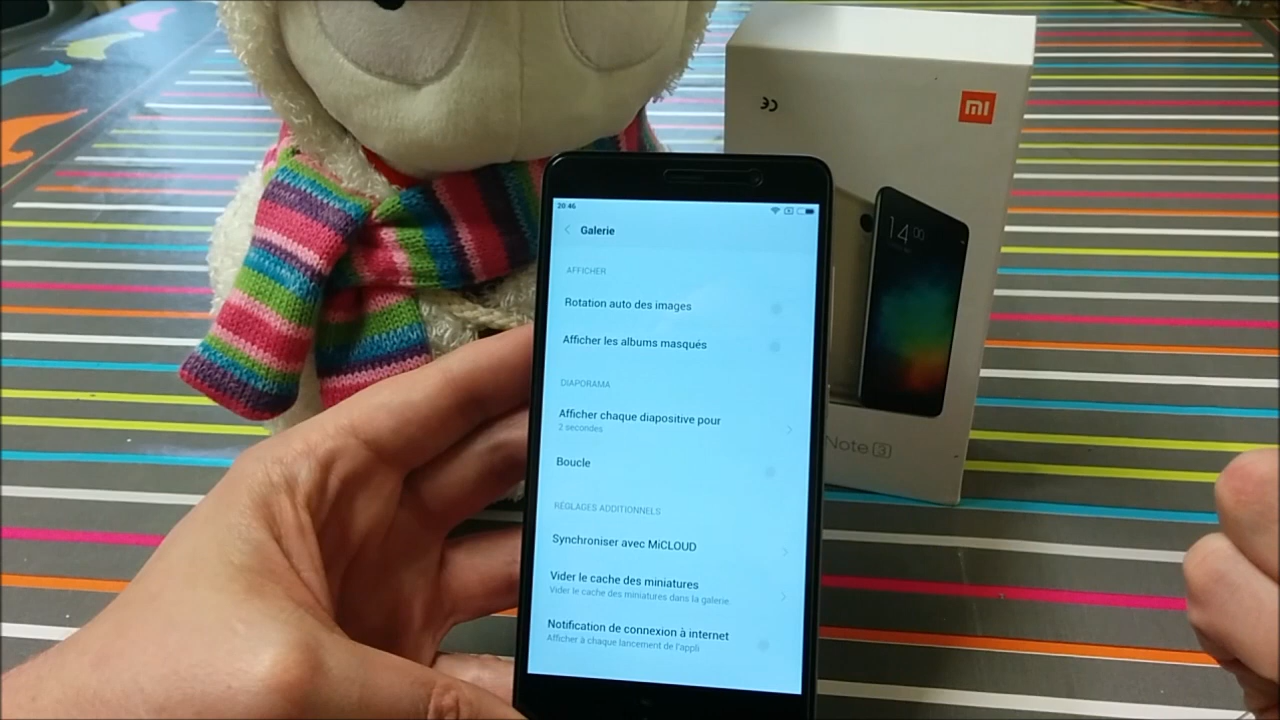 20:46
Galerie
AFFICHER
Rotation auto des images
Afficher les albums masqués
DIAPORAMA
Afficher chaque diapositive pour
2 secondes
Boucle
RÉGLAGES ADDITIONNELS
Synchroniser avec MiCLOUD
Vider le cache des miniatures
Vider le cache des miniatures dans la galerie
Notification de connexion à internet
Afficher à chaque lancement de l'appli
CE
mi
14:00
Note 3